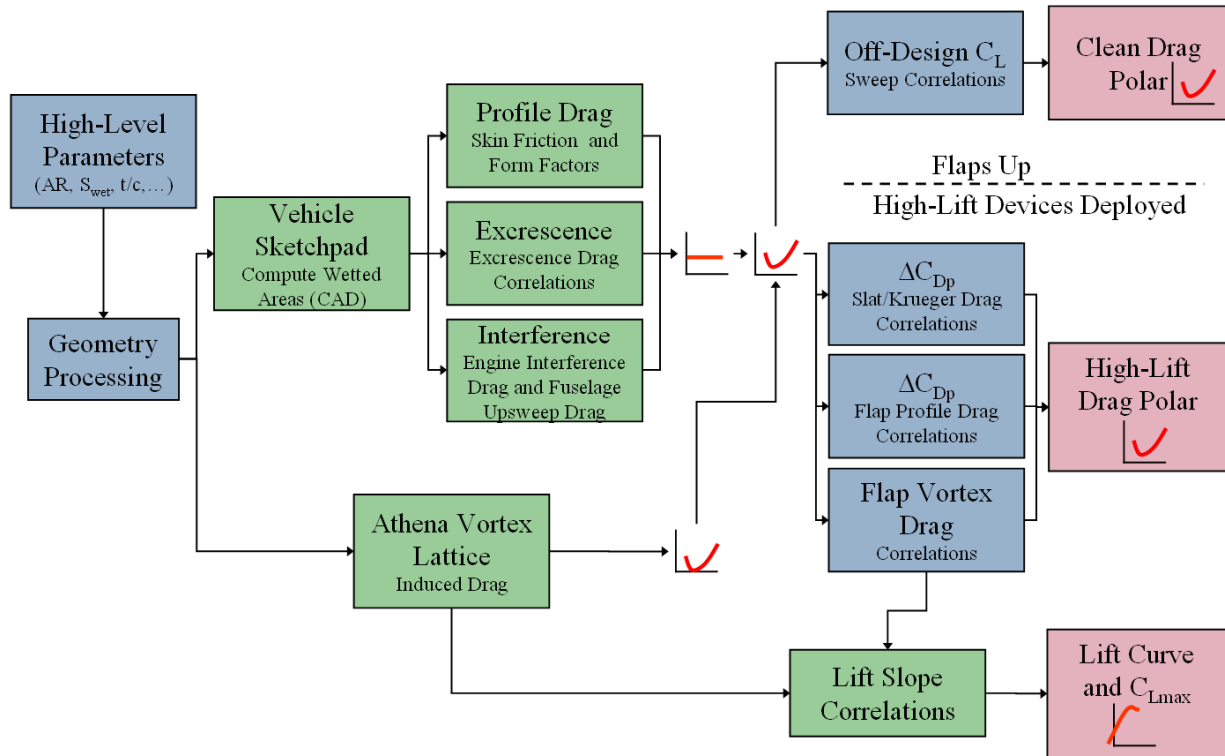 High-Level
Parameters
(AR, Swet, t/c,…)
Geometry
Processing
Vehicle
Sketchpad
Compute Wetted
Areas (CAD)
Profile Drag
Skin Friction and
Form Factors
Excrescence
Excrescence Drag
Correlations
Interference
Engine Interference
Drag and Fuselage
Upsweep Drag
Athena Vortex
Lattice
Induced Drag
Off-Design CL
Sweep Correlations
Clean Drag
Polar
Flaps Up
High-Lift Devices Deployed
ΔCDp
Slat/Krueger Drag
Correlations
ΔCDp
Flap Profile Drag
Correlations
Flap Vortex
Drag
Correlations
High-Lift
Drag Polar
Lift Slope
Correlations
Lift Curve
and CLmax